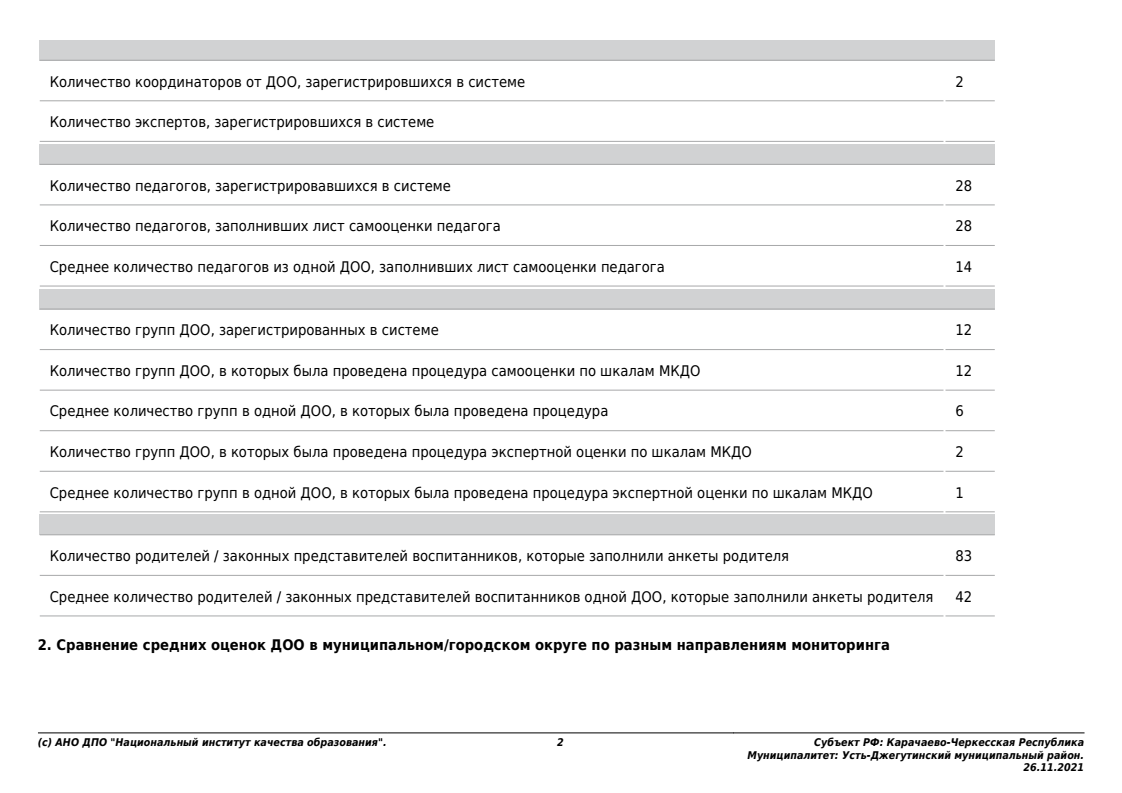 Количество координаторов от ДОО, зарегистрировшихся в системе 2
Количество экспертов, зарегистрировшихся в системе
Количество педагогов, зарегистрировавшихся в системе 28
Количество педагогов, заполнивших лист самооценки педагога 28
Среднее количество педагогов из одной ДОО, заполнивших лист самооценки педагога 14
Количество групп ДОО, зарегистрированных в системе 12
Количество групп ДОО, в которых была проведена процедура самооценки по шкалам МКДО 12
Среднее количество групп в одной ДОО, в которых была проведена процедура 6
Количество групп ДОО, в которых была проведена процедура экспертной оценки по шкалам МКДО 2
Среднее количество групп в одной ДОО, в которых была проведена процедура экспертной оценки по шкалам МКДО 1
Количество родителей / законных представителей воспитанников, которые заполнили анкеты родителя 83
Среднее количество родителей / законных представителей воспитанников одной ДОО, которые заполнили анкеты родителя 42
2. Сравнение средних оценок ДОО в муниципальном/городском округе по разным направлениям мониторинга
(c) АНО ДПО "Национальный институт качества образования". 2 Субъект РФ: Карачаево-Черкесская Республика
Муниципалитет: Усть-Джегутинский муниципальный район.
26.11.2021